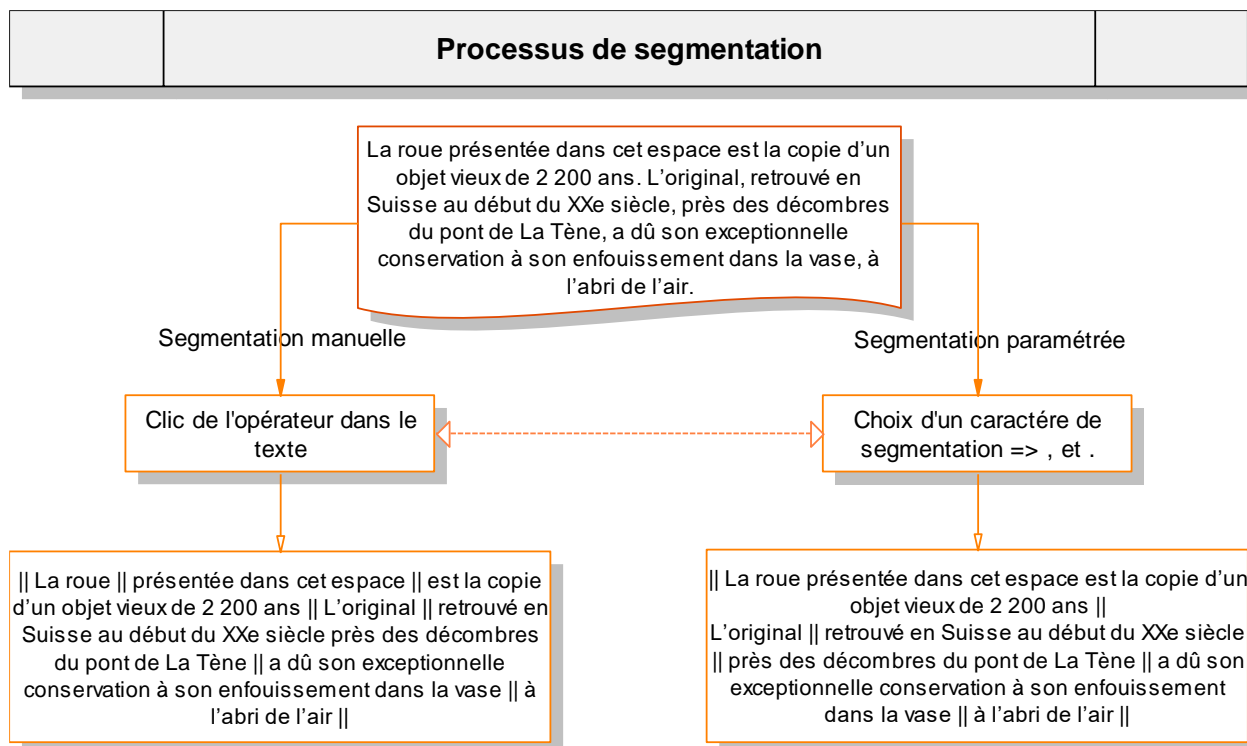 Processus de segmentation
La roue présentée dans cet espace est la copie d’un
objet vieux de 2 200 ans. L’original, retrouvé en
Suisse au début du XXe siècle, près des décombres
du pont de La Tène, a dû son exceptionnelle
conservation à son enfouissement dans la vase, à
l’abri de l’air.
Segmentation manuelle
Segmentation paramétrée
Clic de l'opérateur dans le
texte
Choix d'un caractére de
segmentation => , et .
|| La roue || présentée dans cet espace || est la copie
d’un objet vieux de 2 200 ans || L’original || retrouvé en
Suisse au début du XXe siècle près des décombres
du pont de La Tène || a dû son exceptionnelle
conservation à son enfouissement dans la vase || à
l’abri de l’air ||
|| La roue présentée dans cet espace est la copie d’un
objet vieux de 2 200 ans ||
L’original || retrouvé en Suisse au début du XXe siècle
|| près des décombres du pont de La Tène || a dû son
exceptionnelle conservation à son enfouissement
dans la vase || à l’abri de l’air ||